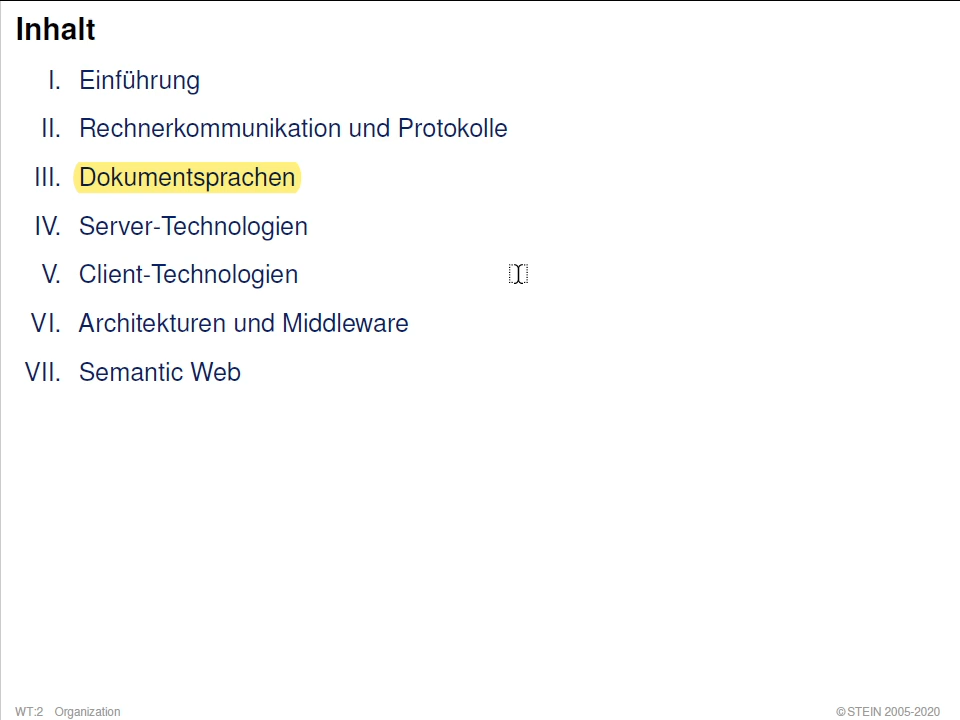 Inhalt
I. Einführung
II. Rechnerkommunikation und Protokolle
III. Dokumentsprachen
IV. Server-Technologien
V. Client-Technologien
VI. Architekturen und Middleware
VII. Semantic Web
WT:2 Organization ©STEIN 2005-2020